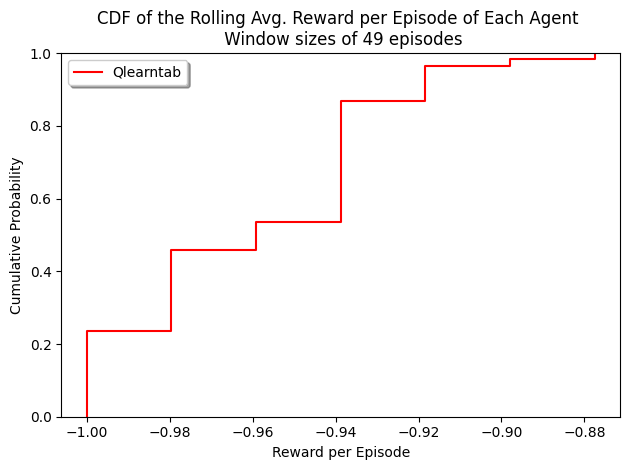 CDF of the Rolling Avg. Reward per Episode of Each Agent
Window sizes of 49 episodes
Qlearntab
1.0
0.8
0.6
0.4
0.2
0.0
Cumulative Probability
−1.00 −0.98 −0.96 −0.94 −0.92 −0.90 −0.88
Reward per Episode